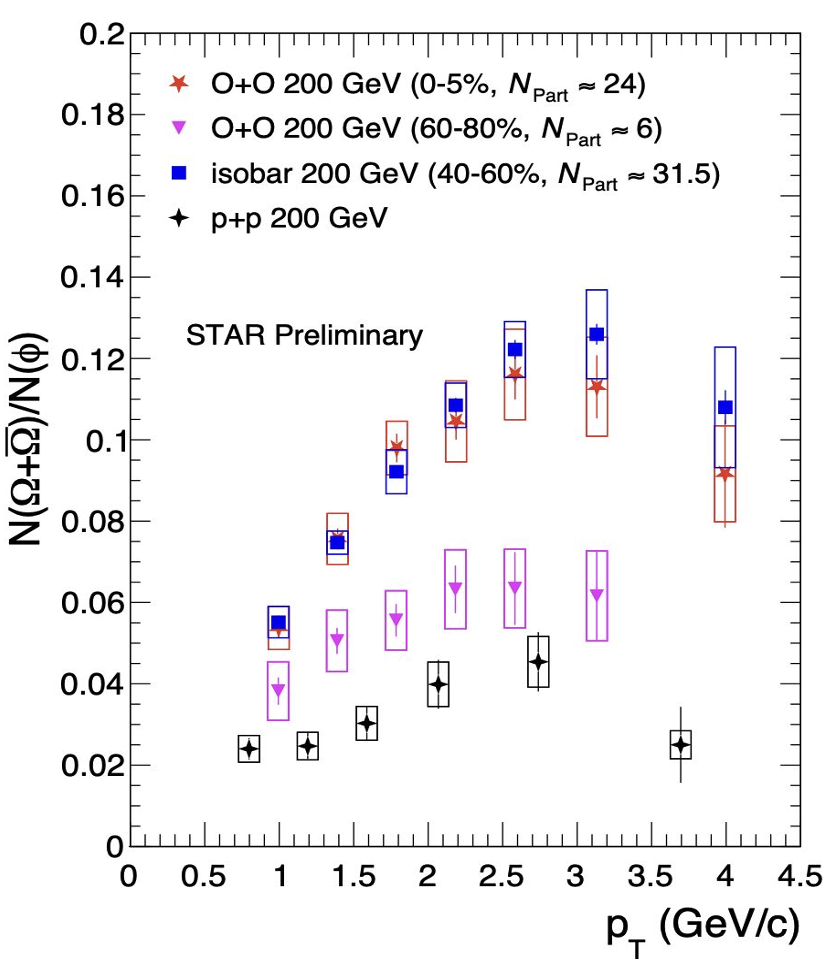 0.2
0.18
0.16
0.14
0.12
0.1
0.08
0.06
0.04
0.02
0
N(Ω+Ω̅)/N(ϕ)
O+O 200 GeV (0-5%, N_Part ≈ 24)
O+O 200 GeV (60-80%, N_Part ≈ 6)
isobar 200 GeV (40-60%, N_Part ≈ 31.5)
p+p 200 GeV
STAR Preliminary
0 0.5 1 1.5 2 2.5 3 3.5 4 4.5
p_T (GeV/c)